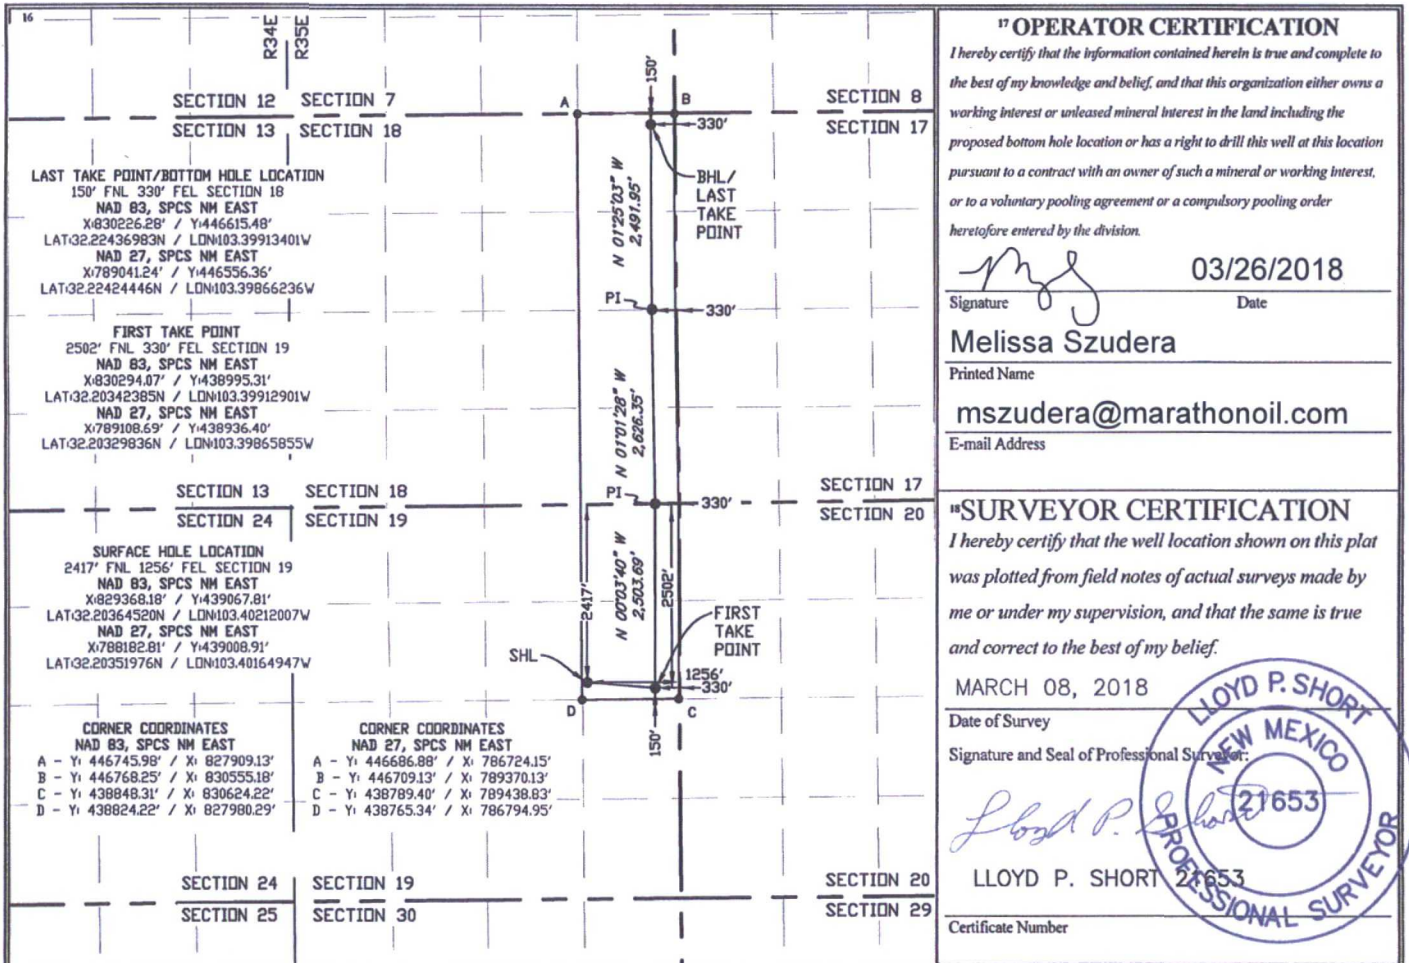 16
R34E
R35E
SECTION 12 SECTION 7
SECTION 13 SECTION 18
SECTION 8
SECTION 17
A
B
150'
330'
LAST TAKE POINT/BOTTOM HOLE LOCATION
150' FNL 330' FEL SECTION 18
NAD 83, SPCS NM EAST
X:830226.28' / Y:446615.48'
LAT:32.22436983N / LON:103.39913401W
NAD 27, SPCS NM EAST
X:789041.24' / Y:446556.36'
LAT:32.22424446N / LON:103.39866236W
BHL/
LAST
TAKE
POINT
N 01°25'03" W
2,491.95'
PI
330'
FIRST TAKE POINT
2502' FNL 330' FEL SECTION 19
NAD 83, SPCS NM EAST
X:830294.07' / Y:438995.31'
LAT:32.20342385N / LON:103.39912901W
NAD 27, SPCS NM EAST
X:789108.69' / Y:438936.40'
LAT:32.20329836N / LON:103.39865855W
N 01°01'28" W
2,626.35'
PI
330'
SECTION 13 SECTION 18
SECTION 24 SECTION 19
SECTION 17
SECTION 20
SURFACE HOLE LOCATION
2417' FNL 1256' FEL SECTION 19
NAD 83, SPCS NM EAST
X:829368.18' / Y:439067.81'
LAT:32.20364520N / LON:103.40212007W
NAD 27, SPCS NM EAST
X:788182.81' / Y:439008.91'
LAT:32.20351976N / LON:103.40164947W
2417'
N 00°03'40" W
2,503.69'
2502'
FIRST
TAKE
POINT
SHL
1256'
330'
D
C
150'
CORNER COORDINATES
NAD 83, SPCS NM EAST
A - Y: 446745.98' / X: 827909.13'
B - Y: 446768.25' / X: 830555.18'
C - Y: 438848.31' / X: 830624.22'
D - Y: 438824.22' / X: 827980.29'
CORNER COORDINATES
NAD 27, SPCS NM EAST
A - Y: 446686.88' / X: 786724.15'
B - Y: 446709.13' / X: 789370.13'
C - Y: 438789.40' / X: 789438.83'
D - Y: 438765.34' / X: 786794.95'
SECTION 24 SECTION 19
SECTION 25 SECTION 30
SECTION 20
SECTION 29
17 OPERATOR CERTIFICATION
I hereby certify that the information contained herein is true and complete to
the best of my knowledge and belief, and that this organization either owns a
working interest or unleased mineral interest in the land including the
proposed bottom hole location or has a right to drill this well at this location
pursuant to a contract with an owner of such a mineral or working interest,
or to a voluntary pooling agreement or a compulsory pooling order
heretofore entered by the division.
03/26/2018
Signature Date
Melissa Szudera
Printed Name
mszudera@marathonoil.com
E-mail Address
18 SURVEYOR CERTIFICATION
I hereby certify that the well location shown on this plat
was plotted from field notes of actual surveys made by
me or under my supervision, and that the same is true
and correct to the best of my belief.
MARCH 08, 2018
Date of Survey
Signature and Seal of Professional Surveyor:
Lloyd P. Short
LLOYD P. SHORT 21653
Certificate Number
LLOYD P. SHORT
NEW MEXICO
21653
PROFESSIONAL SURVEYOR